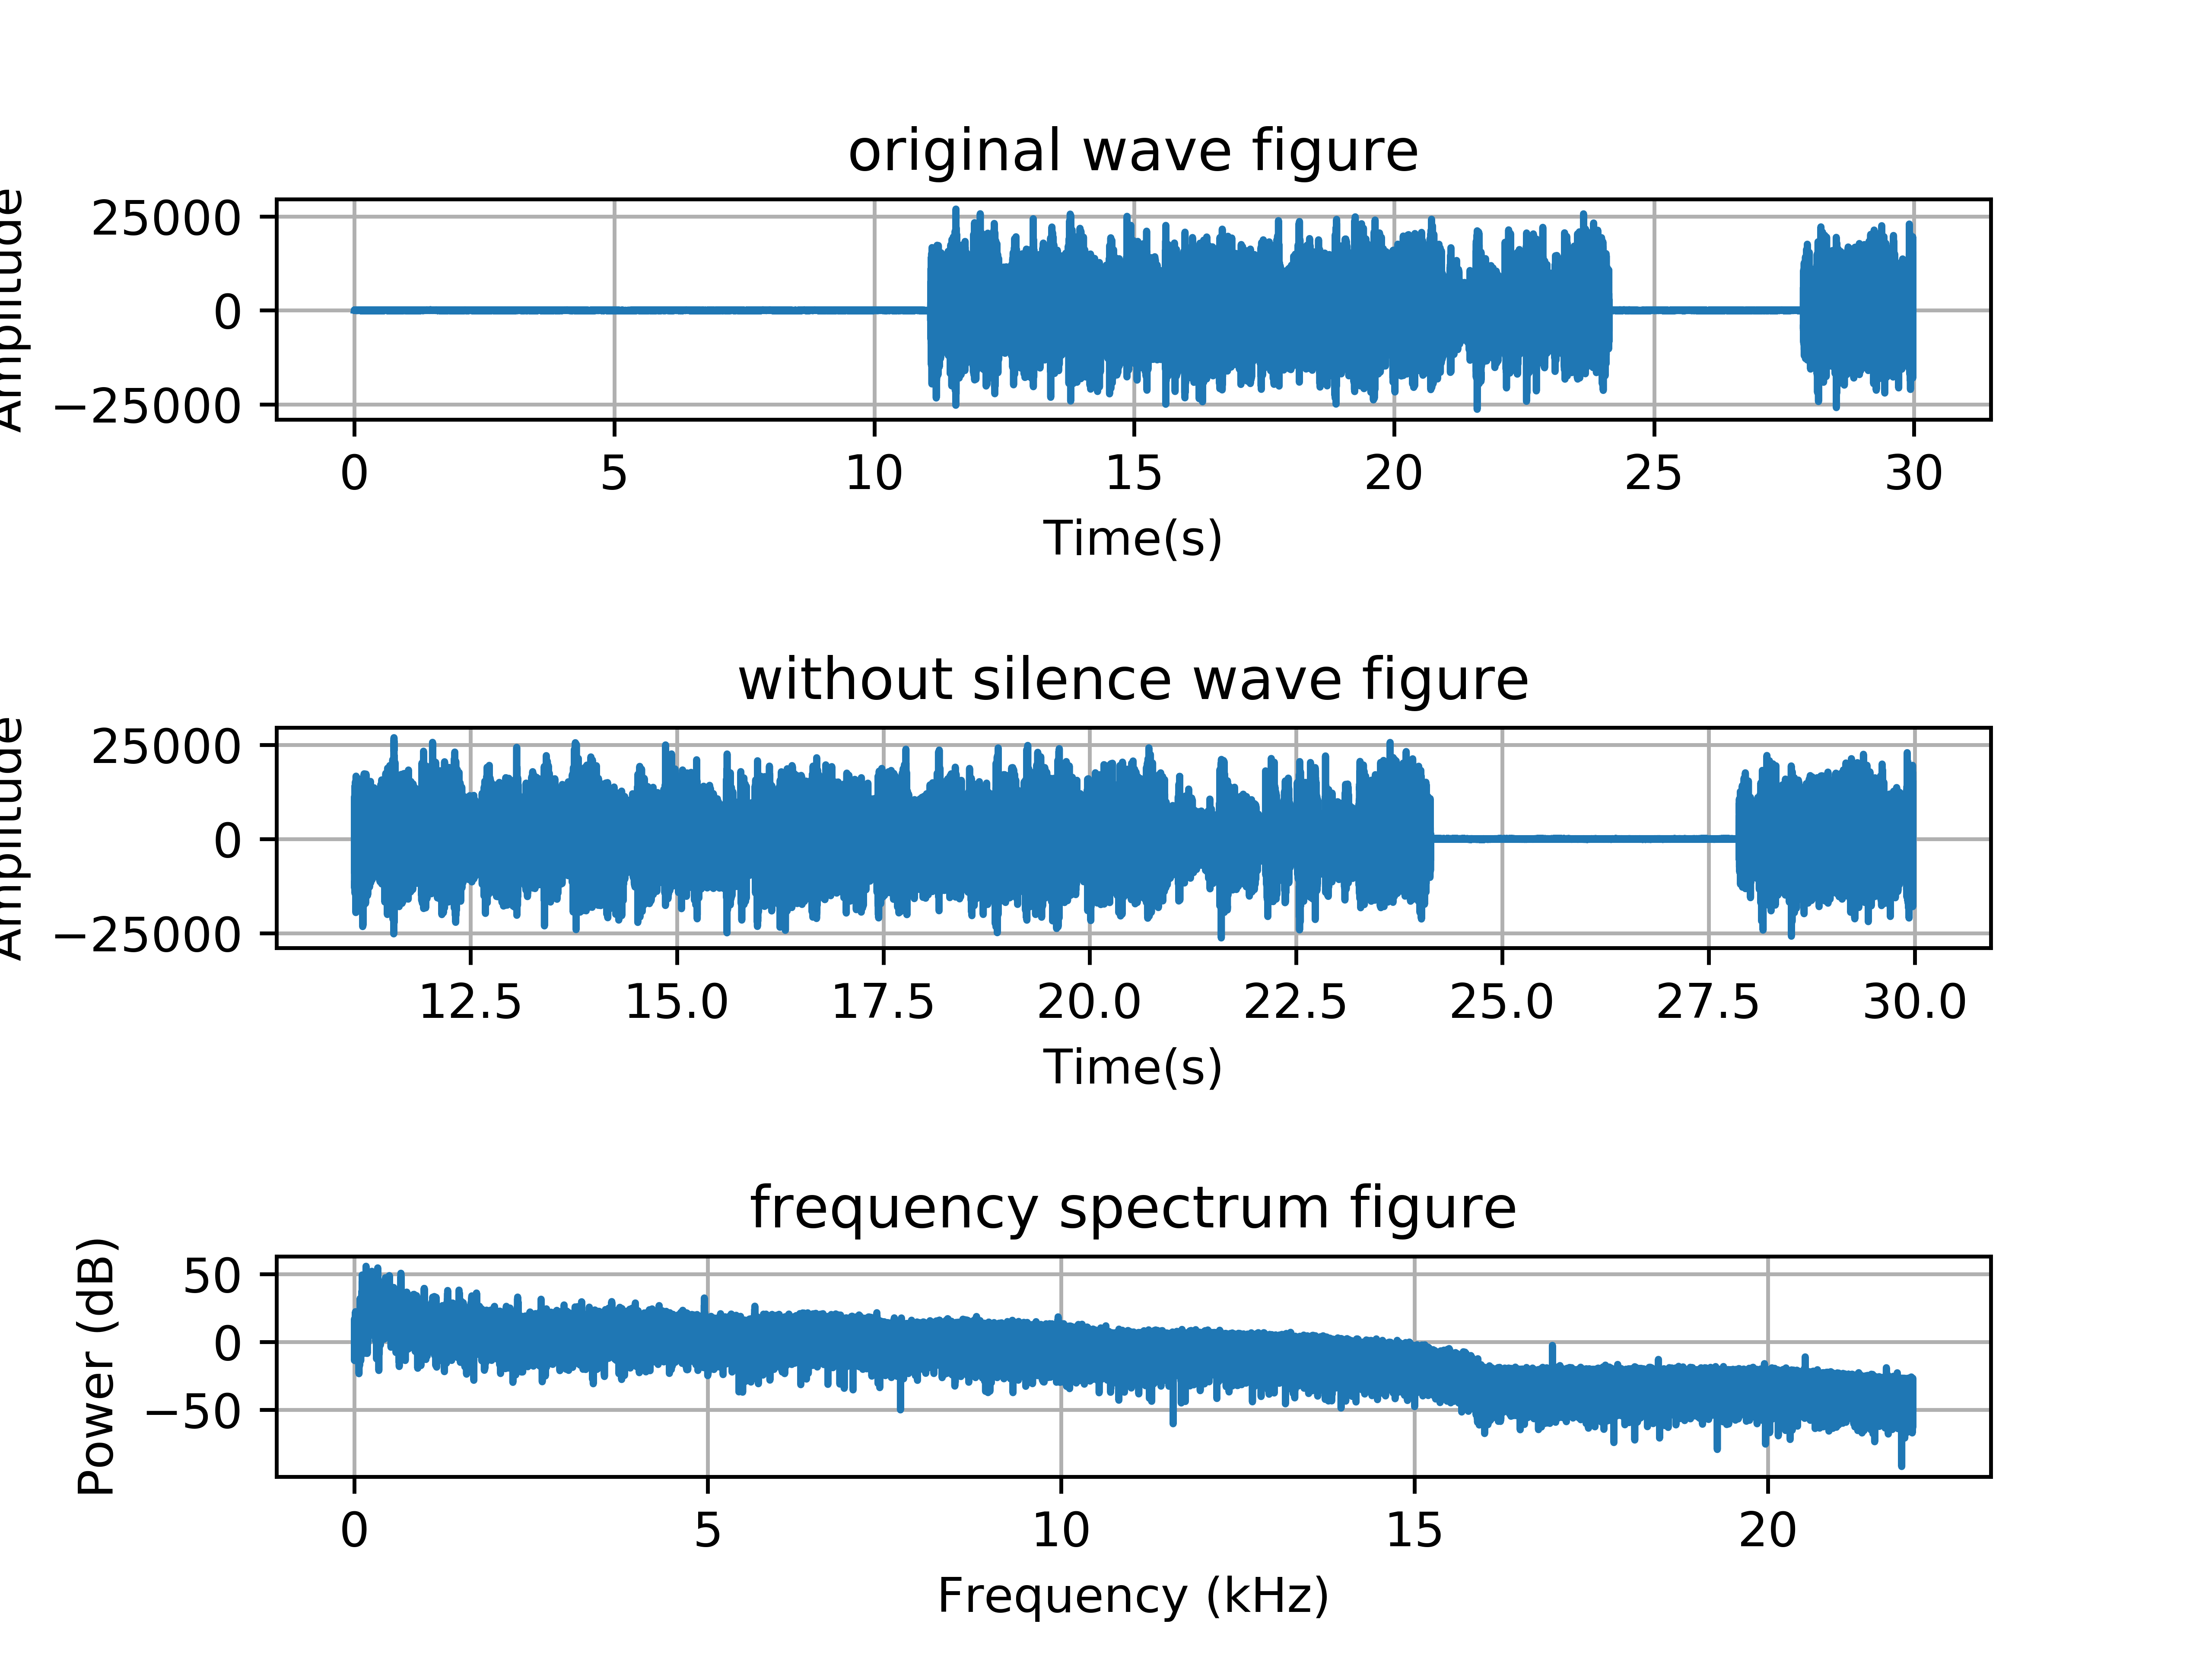 original wave figure
Amplitude
25000
0
−25000
0 5 10 15 20 25 30
Time(s)
without silence wave figure
Amplitude
25000
0
−25000
12.5 15.0 17.5 20.0 22.5 25.0 27.5 30.0
Time(s)
frequency spectrum figure
Power (dB)
50
0
−50
0 5 10 15 20
Frequency (kHz)